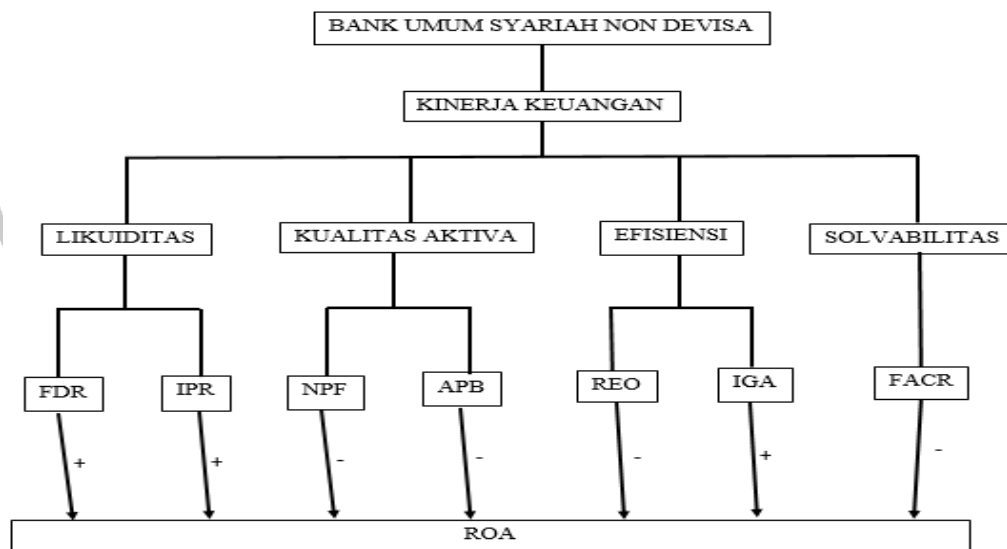 BANK UMUM SYARIAH NON DEVISA
KINERJA KEUANGAN
LIKUIDITAS
KUALITAS AKTIVA
EFISIENSI
SOLVABILITAS
FDR
IPR
NPF
APB
REO
IGA
FACR
+
+
-
-
-
+
-
ROA